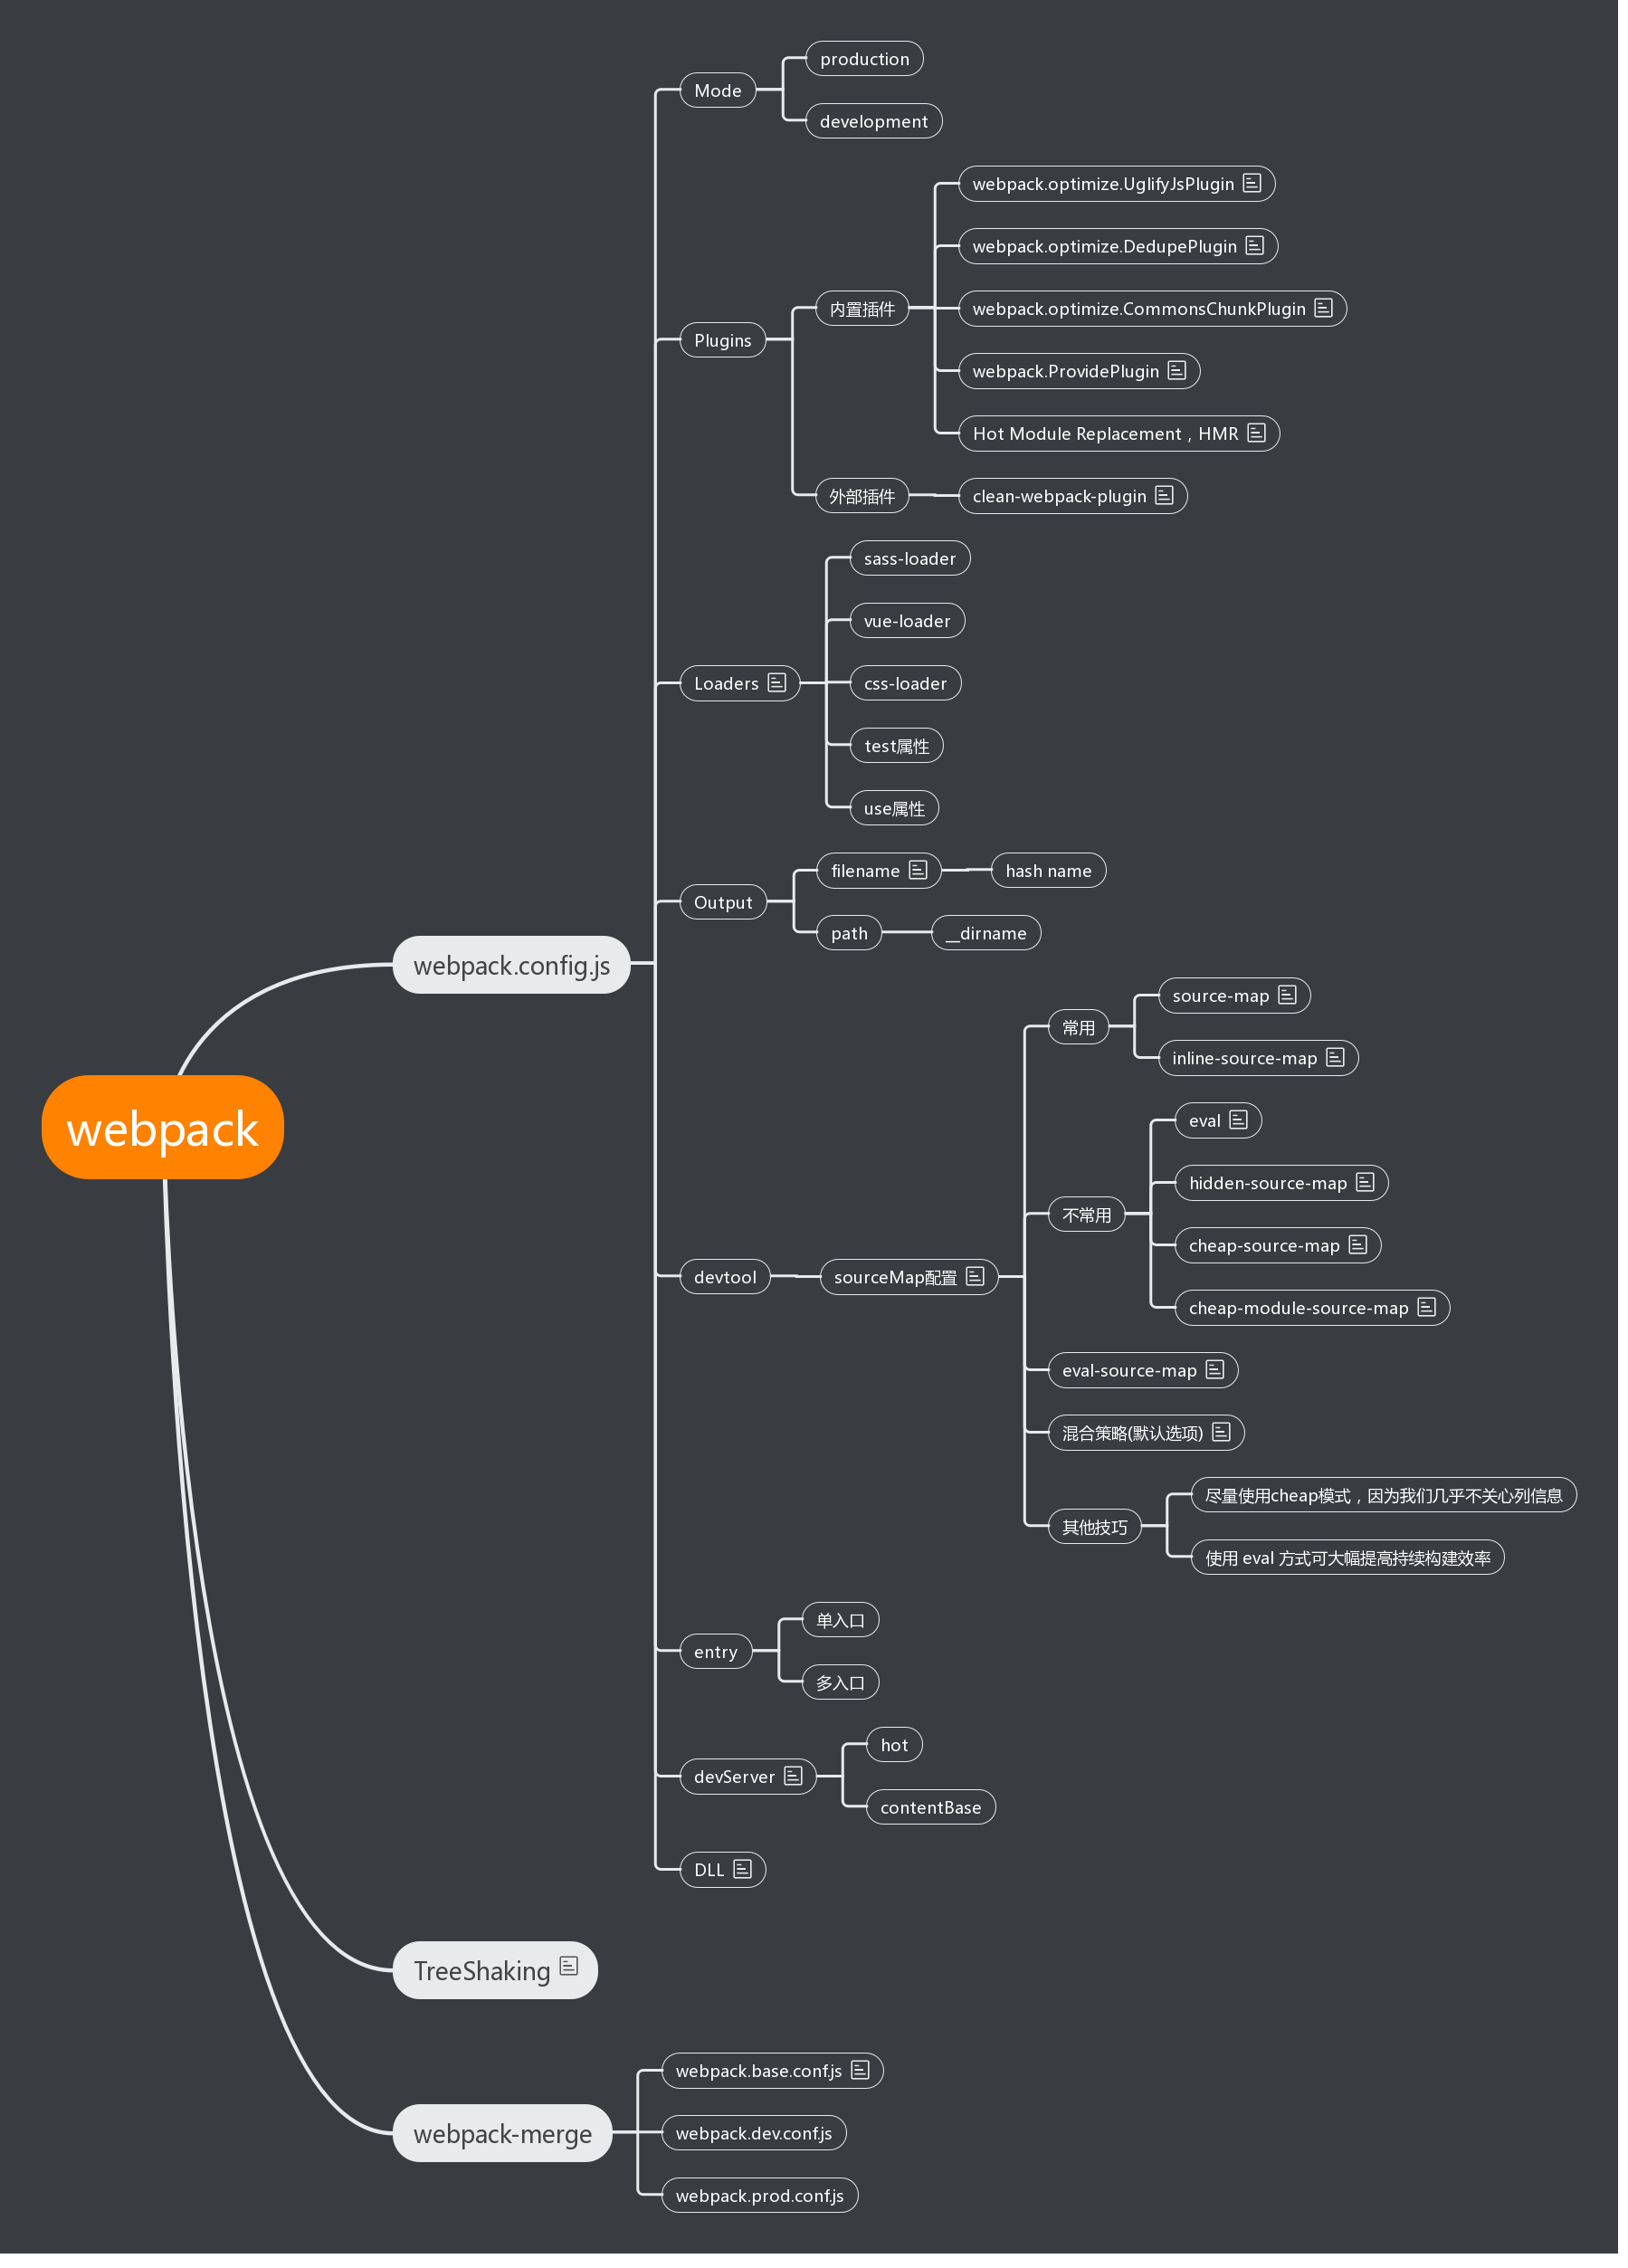 webpack
webpack.config.js
Mode
production
development
Plugins
内置插件
webpack.optimize.UglifyJsPlugin
webpack.optimize.DedupePlugin
webpack.optimize.CommonsChunkPlugin
webpack.ProvidePlugin
Hot Module Replacement，HMR
外部插件
clean-webpack-plugin
Loaders
sass-loader
vue-loader
css-loader
test属性
use属性
Output
filename
hash name
path
__dirname
devtool
sourceMap配置
常用
source-map
inline-source-map
不常用
eval
hidden-source-map
cheap-source-map
cheap-module-source-map
eval-source-map
混合策略(默认选项)
其他技巧
尽量使用cheap模式，因为我们几乎不关心列信息
使用 eval 方式可大幅提高持续构建效率
entry
单入口
多入口
devServer
hot
contentBase
DLL
TreeShaking
webpack-merge
webpack.base.conf.js
webpack.dev.conf.js
webpack.prod.conf.js